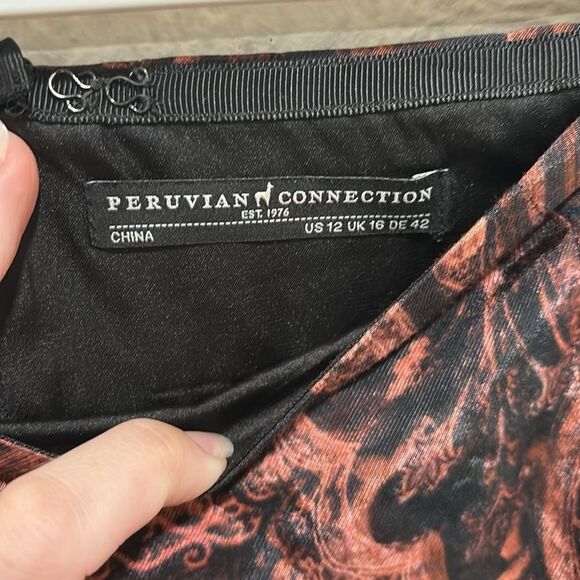 PERUVIAN CONNECTION
EST. 1976
CHINA US 12 UK 16 DE 42